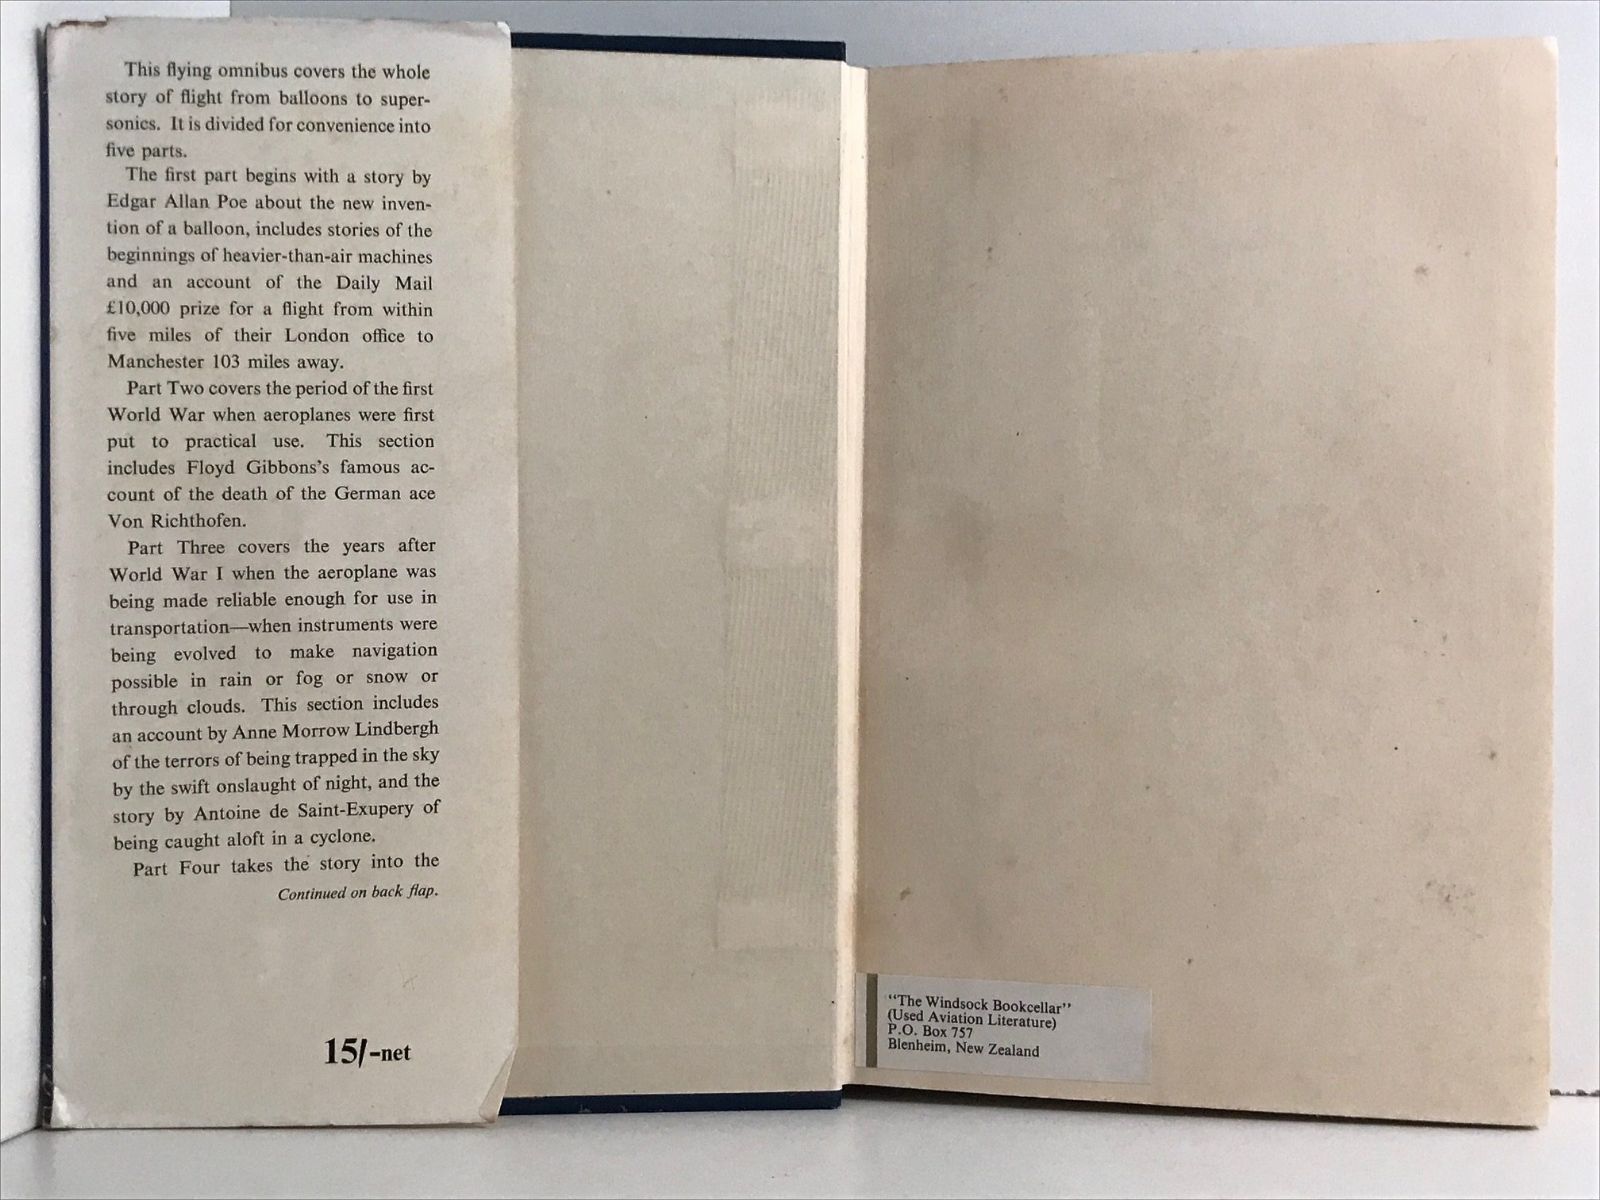 This flying omnibus covers the whole
story of flight from balloons to super-
sonics. It is divided for convenience into
five parts.
The first part begins with a story by
Edgar Allan Poe about the new inven-
tion of a balloon, includes stories of the
beginnings of heavier-than-air machines
and an account of the Daily Mail
£10,000 prize for a flight from within
five miles of their London office to
Manchester 103 miles away.
Part Two covers the period of the first
World War when aeroplanes were first
put to practical use. This section
includes Floyd Gibbons's famous ac-
count of the death of the German ace
Von Richthofen.
Part Three covers the years after
World War I when the aeroplane was
being made reliable enough for use in
transportation—when instruments were
being evolved to make navigation
possible in rain or fog or snow or
through clouds. This section includes
an account by Anne Morrow Lindbergh
of the terrors of being trapped in the sky
by the swift onslaught of night, and the
story by Antoine de Saint-Exupery of
being caught aloft in a cyclone.
Part Four takes the story into the
Continued on back flap.
15/-net
"The Windsock Bookcellar"
(Used Aviation Literature)
P.O. Box 757
Blenheim, New Zealand